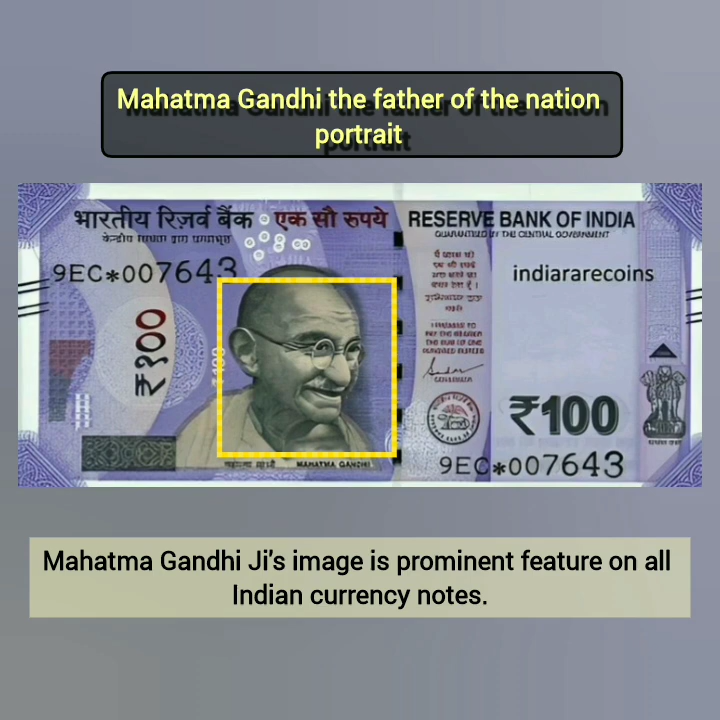 Mahatma Gandhi the father of the nation
portrait
भारतीय रिज़र्व बैंक
एक सौ रुपये
RESERVE BANK OF INDIA
GUARANTEED BY THE CENTRAL GOVERNMENT
9EC*007643
indiararecoins
₹१००
₹100
9EC*007643
MAHATMA GANDHI
Mahatma Gandhi Ji's image is prominent feature on all
Indian currency notes.